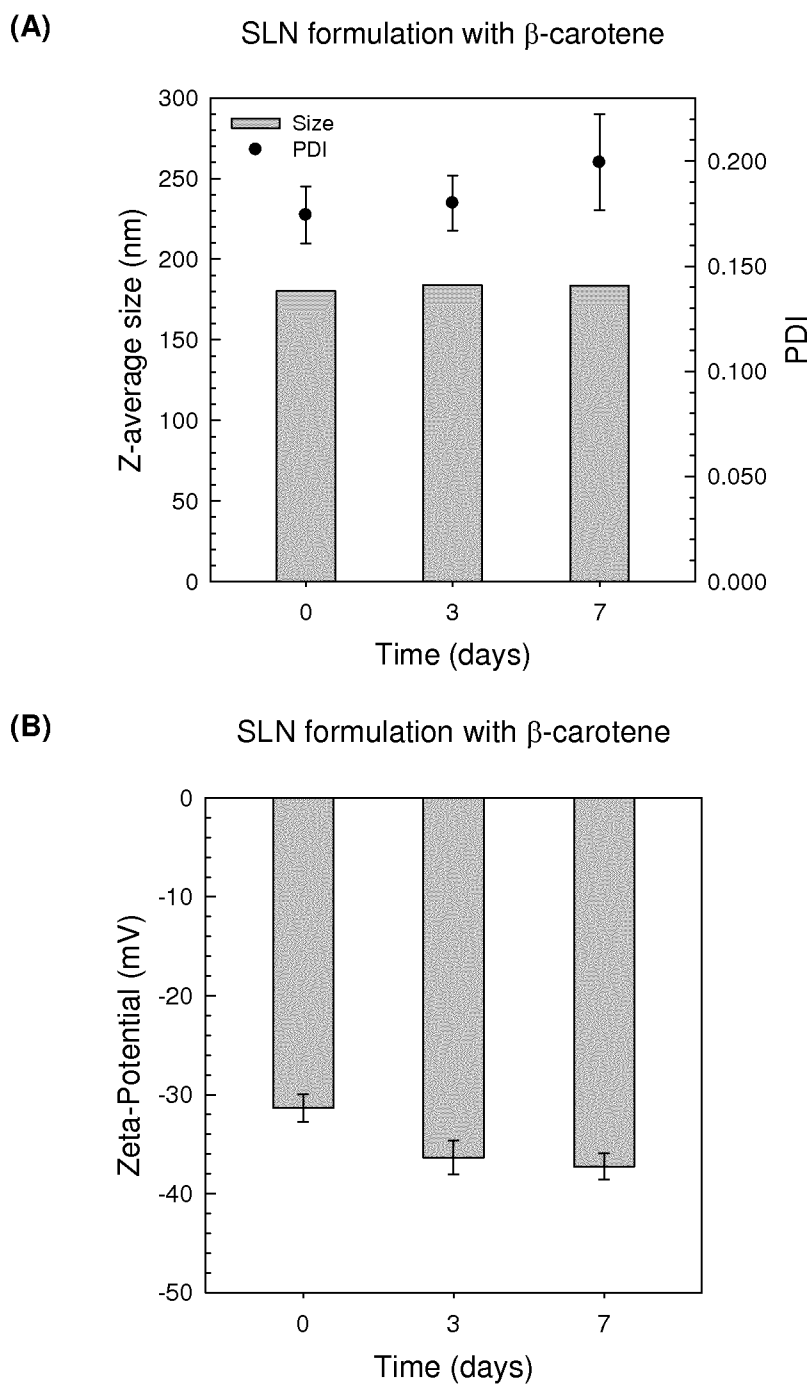 (A)
SLN formulation with β-carotene
300
250
200
150
100
50
0
Z-average size (nm)
Size
PDI
0.200
0.150
0.100
0.050
0.000
PDI
0
3
7
Time (days)
(B)
SLN formulation with β-carotene
0
-10
-20
-30
-40
-50
Zeta-Potential (mV)
0
3
7
Time (days)